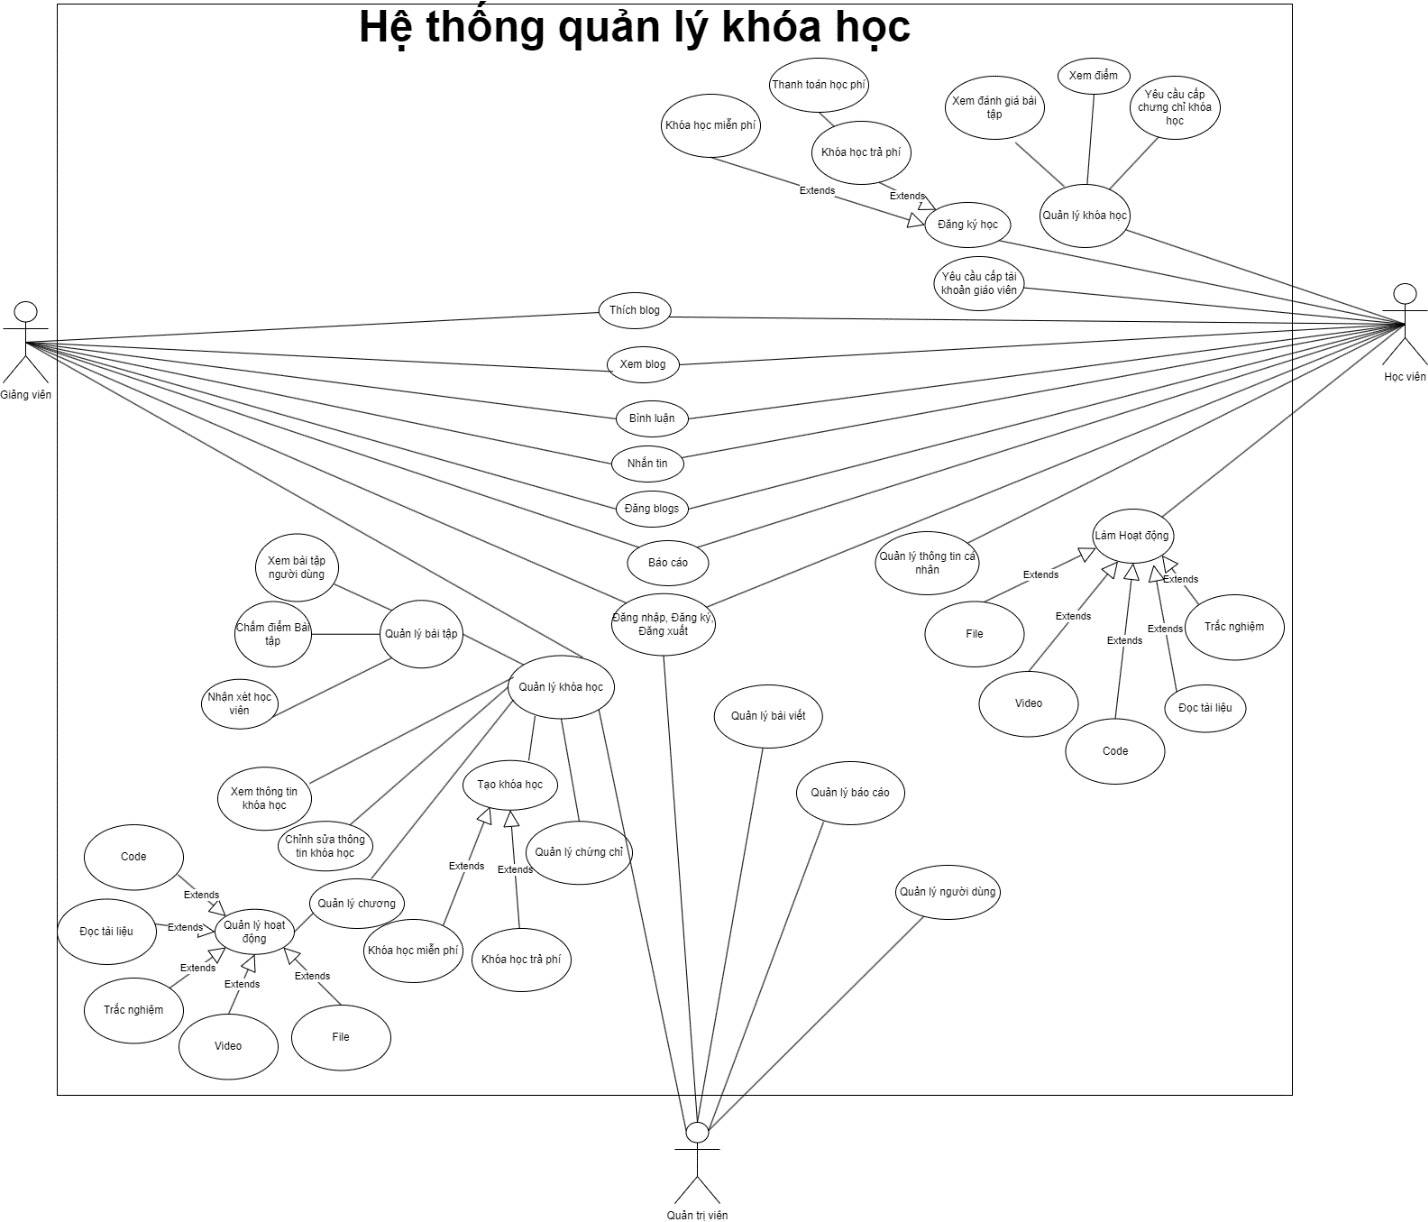 Hệ thống quản lý khóa học
Thanh toán học phí
Khóa học miễn phí
Khóa học trả phí
Extends
Extends
Đăng ký học
Xem đánh giá bài
tập
Xem điểm
Yêu cầu cấp
chưng chỉ khóa
học
Quản lý khóa học
Yêu cầu cấp tài
khoản giáo viên
Thích blog
Xem blog
Bình luận
Nhắn tin
Đăng blogs
Báo cáo
Đăng nhập, Đăng ký,
Đăng xuất
Giảng viên
Học viên
Quản lý thông tin cá
nhân
Làm Hoạt động
Extends
Extends
Extends
Extends
Extends
File
Video
Code
Đọc tài liệu
Trắc nghiệm
Xem bài tập
người dùng
Chấm điểm Bài
tập
Quản lý bài tập
Nhận xét học
viên
Quản lý khóa học
Xem thông tin
khóa học
Chỉnh sửa thông
tin khóa học
Tạo khóa học
Quản lý chứng chỉ
Extends
Extends
Khóa học miễn phí
Khóa học trả phí
Quản lý chương
Quản lý hoạt
động
Code
Extends
Đọc tài liệu
Extends
Trắc nghiệm
Extends
Video
Extends
File
Extends
Quản lý bài viết
Quản lý báo cáo
Quản lý người dùng
Quản trị viên